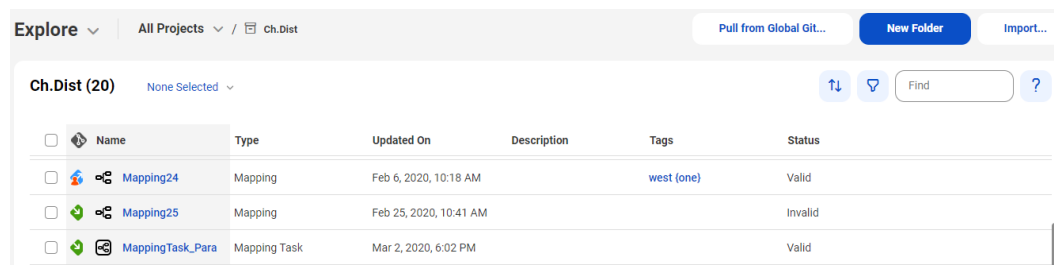 Explore All Projects / Ch.Dist Pull from Global Git... New Folder Import...
Ch.Dist (20) None Selected Find ?
Name Type Updated On Description Tags Status
Mapping24 Mapping Feb 6, 2020, 10:18 AM west {one} Valid
Mapping25 Mapping Feb 25, 2020, 10:41 AM Invalid
MappingTask_Para Mapping Task Mar 2, 2020, 6:02 PM Valid